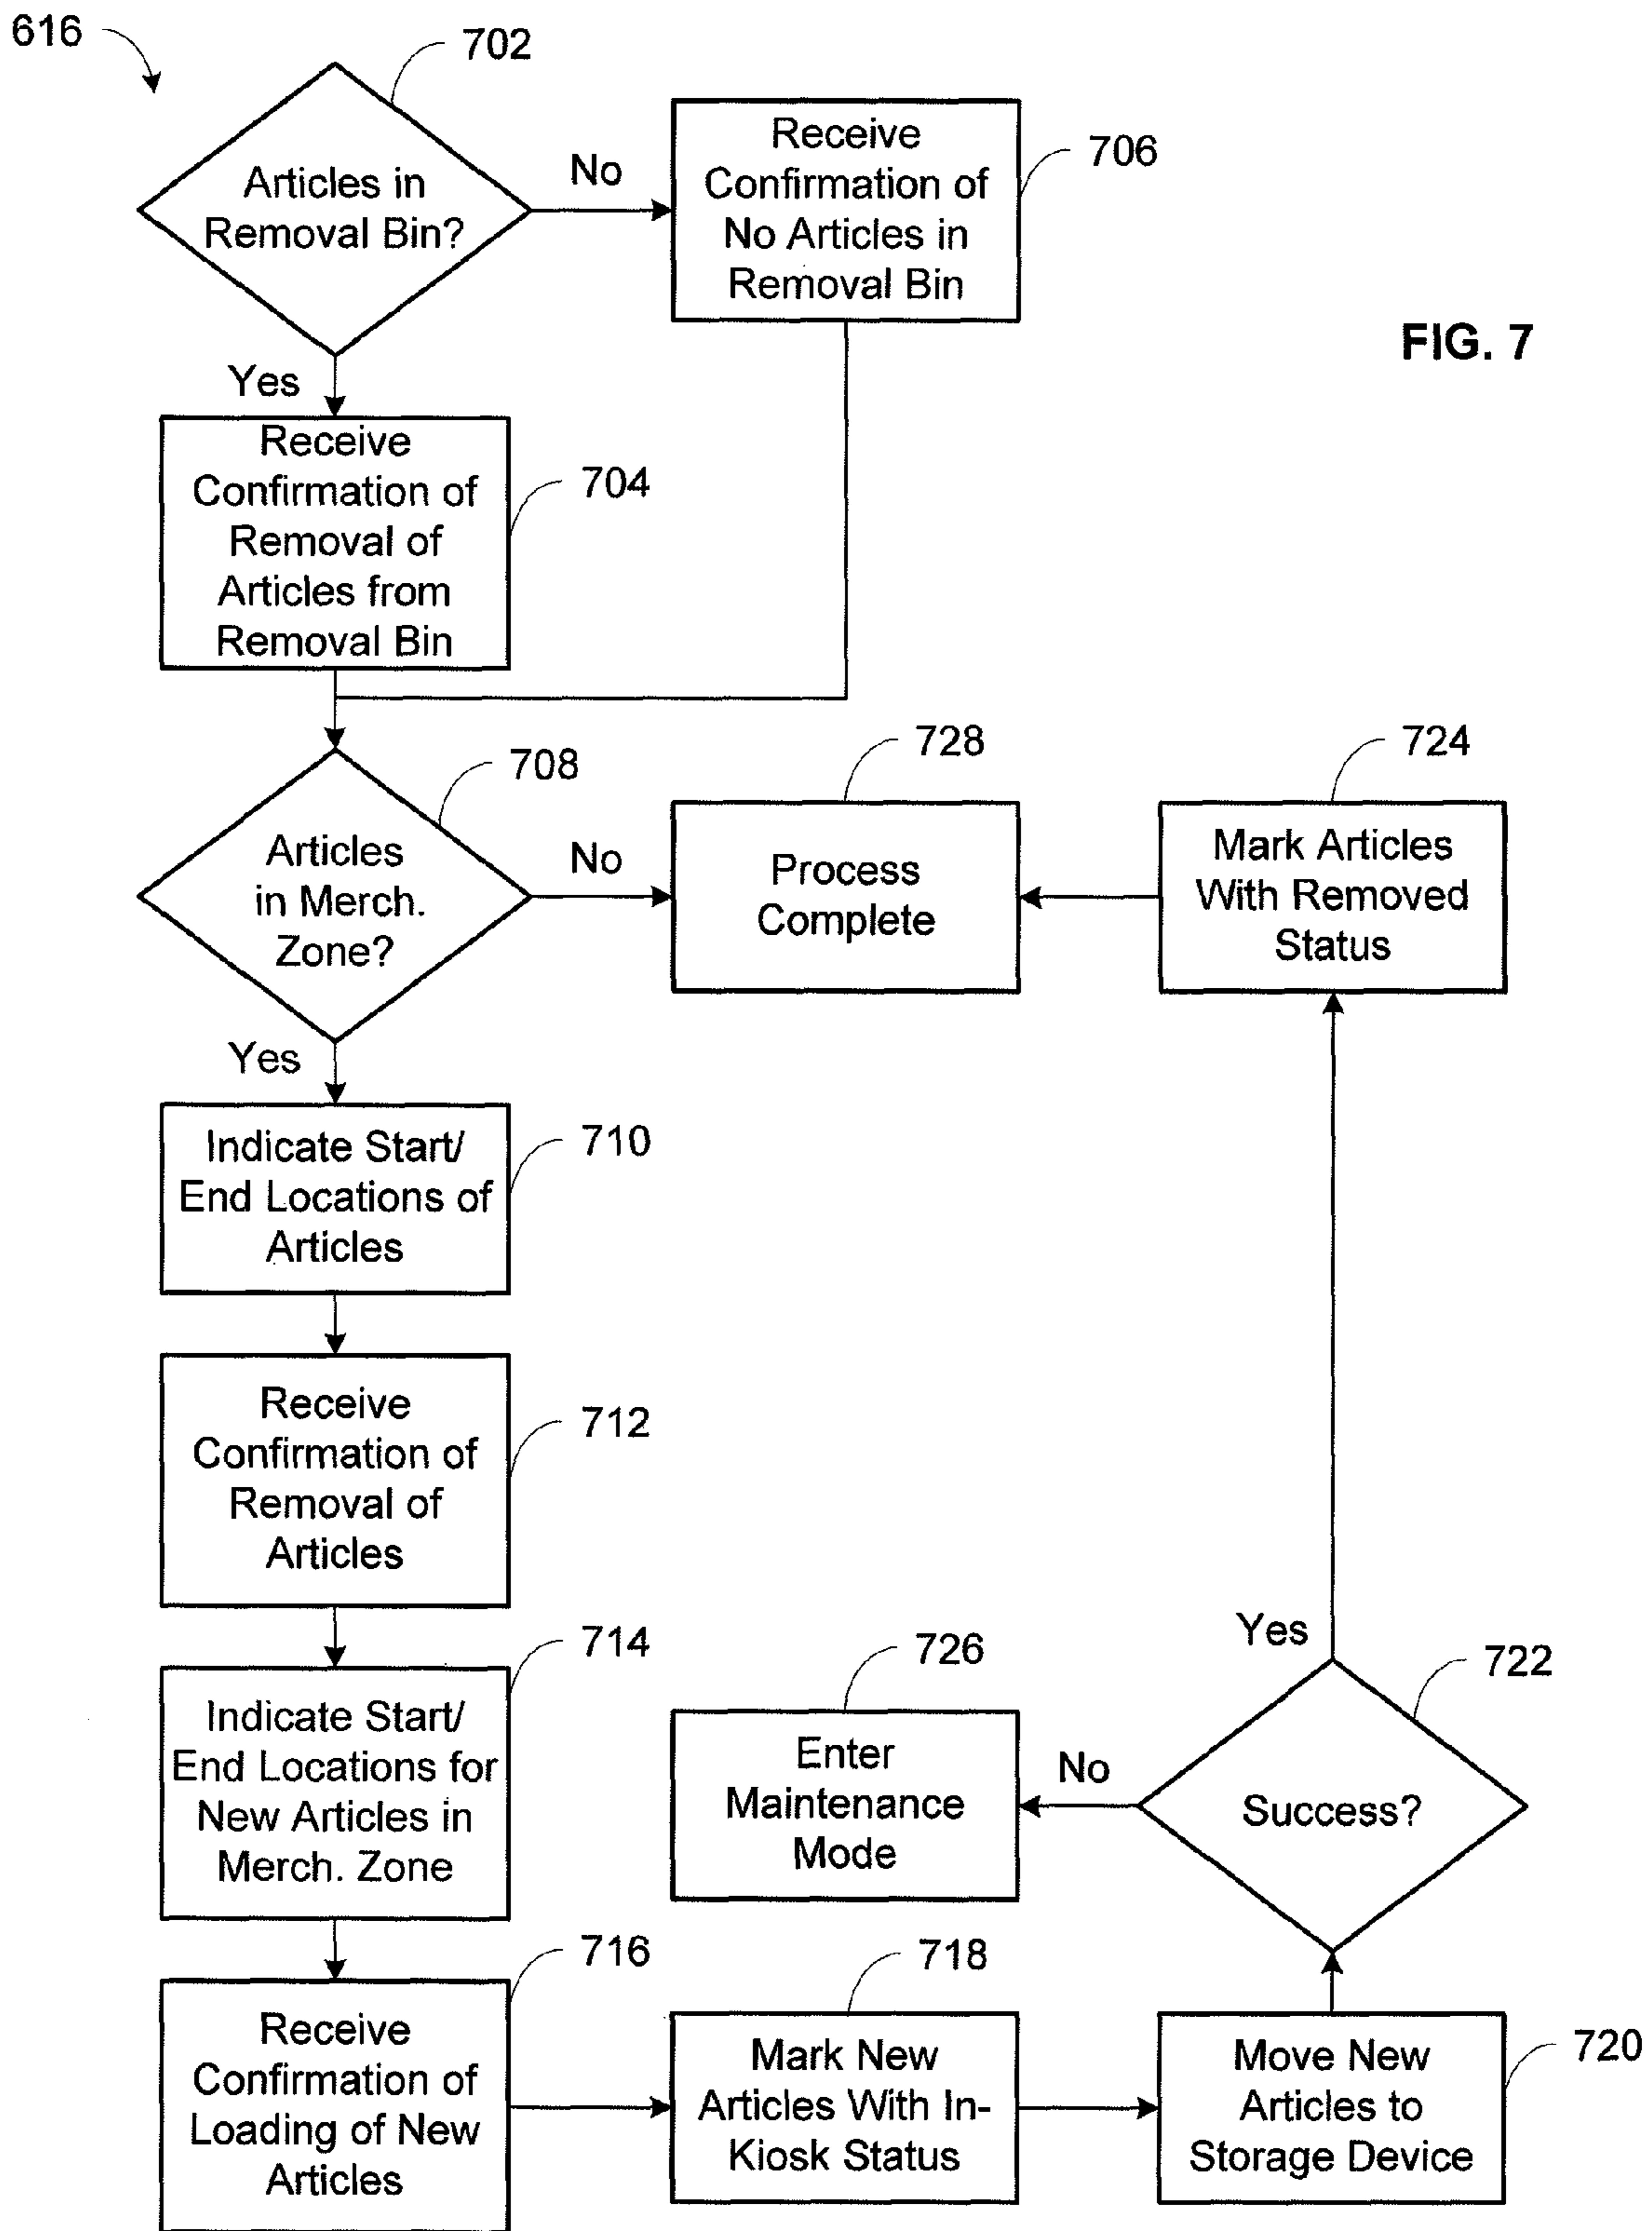 616
702
Articles in
Removal Bin?
No
Receive
Confirmation of
No Articles in
Removal Bin
706
FIG. 7
Yes
Receive
Confirmation of
Removal of
Articles from
Removal Bin
704
708
Articles
in Merch.
Zone?
No
728
Process
Complete
724
Mark Articles
With Removed
Status
Yes
Indicate Start/
End Locations of
Articles
710
Receive
Confirmation of
Removal of
Articles
712
714
Indicate Start/
End Locations for
New Articles in
Merch. Zone
726
Enter
Maintenance
Mode
No
Yes
722
Success?
716
Receive
Confirmation of
Loading of New
Articles
718
Mark New
Articles With In-
Kiosk Status
Move New
Articles to
Storage Device
720